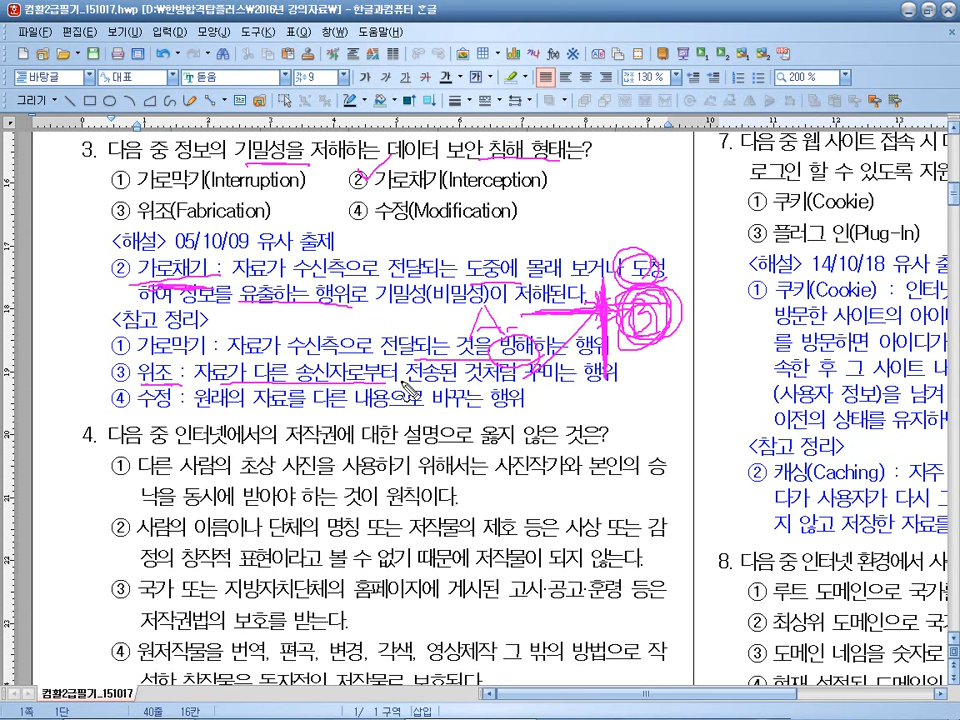 컴활2급필기_151017.hwp [D:₩한방합격탑플러스₩2016년 강의자료₩] - 한글과컴퓨터 한글
파일(F) 편집(E) 보기(U) 입력(D) 모양(J) 도구(K) 표(Q) 창(W) 도움말(H)
바탕글 대표 돋움 9 130 % 200 %
그리기
3. 다음 중 정보의 기밀성을 저해하는 데이터 보안 침해 형태는?
① 가로막기(Interruption) ② 가로채기(Interception)
③ 위조(Fabrication) ④ 수정(Modification)
<해설> 05/10/09 유사 출제
② 가로채기 : 자료가 수신측으로 전달되는 도중에 몰래 보거나 도청
하여 정보를 유출하는 행위로 기밀성(비밀성)이 저해된다.
<참고 정리>
① 가로막기 : 자료가 수신측으로 전달되는 것을 방해하는 행위
③ 위조 : 자료가 다른 송신자로부터 전송된 것처럼 꾸미는 행위
④ 수정 : 원래의 자료를 다른 내용으로 바꾸는 행위
A B
4. 다음 중 인터넷에서의 저작권에 대한 설명으로 옳지 않은 것은?
① 다른 사람의 초상 사진을 사용하기 위해서는 사진작가와 본인의 승
낙을 동시에 받아야 하는 것이 원칙이다.
② 사람의 이름이나 단체의 명칭 또는 저작물의 제호 등은 사상 또는 감
정의 창작적 표현이라고 볼 수 없기 때문에 저작물이 되지 않는다.
③ 국가 또는 지방자치단체의 홈페이지에 게시된 고시·공고·훈령 등은
저작권법의 보호를 받는다.
④ 원저작물을 번역, 편곡, 변경, 각색, 영상제작 그 밖의 방법으로 작
성한 창작물은 독자적인 저작물로 보호된다.
7. 다음 중 웹 사이트 접속 시 매
로그인 할 수 있도록 지원
① 쿠키(Cookie)
③ 플러그 인(Plug-In)
<해설> 14/10/18 유사 출
① 쿠키(Cookie) : 인터넷
방문한 사이트의 아이디
를 방문하면 아이디가
속한 후 그 사이트 내
(사용자 정보)을 남겨
이전의 상태를 유지하
<참고 정리>
② 캐싱(Caching) : 자주
다가 사용자가 다시 그
지 않고 저장한 자료를
8. 다음 중 인터넷 환경에서 사
① 루트 도메인으로 국가를
② 최상위 도메인으로 국가
③ 도메인 네임을 숫자로
컴활2급필기_151017
1쪽 1단 40줄 16칸 1/ 1 구역 삽입